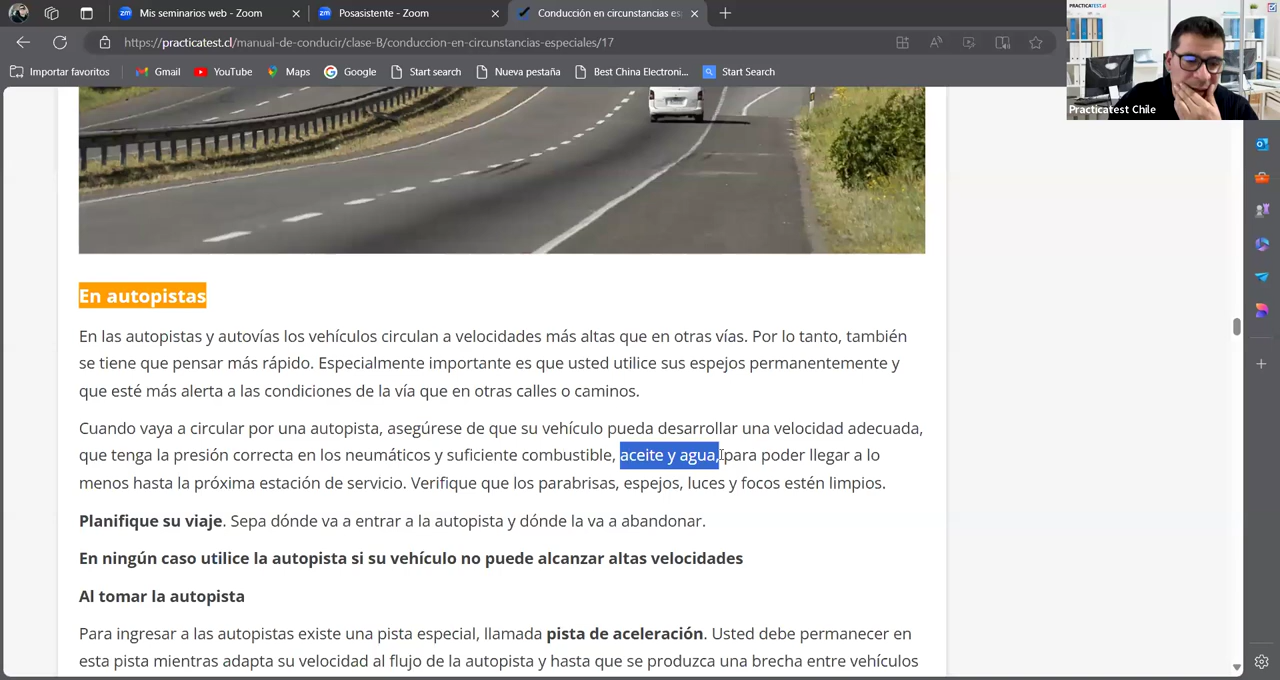 Mis seminarios web - Zoom
Posasistente - Zoom
Conducción en circunstancias es
https://practicatest.cl/manual-de-conducir/clase-B/conduccion-en-circunstancias-especiales/17
Importar favoritos
Gmail
YouTube
Maps
Google
Start search
Nueva pestaña
Best China Electroni...
Start Search
PRACTICATEST.cl
Practicatest Chile
En autopistas
En las autopistas y autovías los vehículos circulan a velocidades más altas que en otras vías. Por lo tanto, también
se tiene que pensar más rápido. Especialmente importante es que usted utilice sus espejos permanentemente y
que esté más alerta a las condiciones de la vía que en otras calles o caminos.
Cuando vaya a circular por una autopista, asegúrese de que su vehículo pueda desarrollar una velocidad adecuada,
que tenga la presión correcta en los neumáticos y suficiente combustible, aceite y agua, para poder llegar a lo
menos hasta la próxima estación de servicio. Verifique que los parabrisas, espejos, luces y focos estén limpios.
Planifique su viaje. Sepa dónde va a entrar a la autopista y dónde la va a abandonar.
En ningún caso utilice la autopista si su vehículo no puede alcanzar altas velocidades
Al tomar la autopista
Para ingresar a las autopistas existe una pista especial, llamada pista de aceleración. Usted debe permanecer en
esta pista mientras adapta su velocidad al flujo de la autopista y hasta que se produzca una brecha entre vehículos